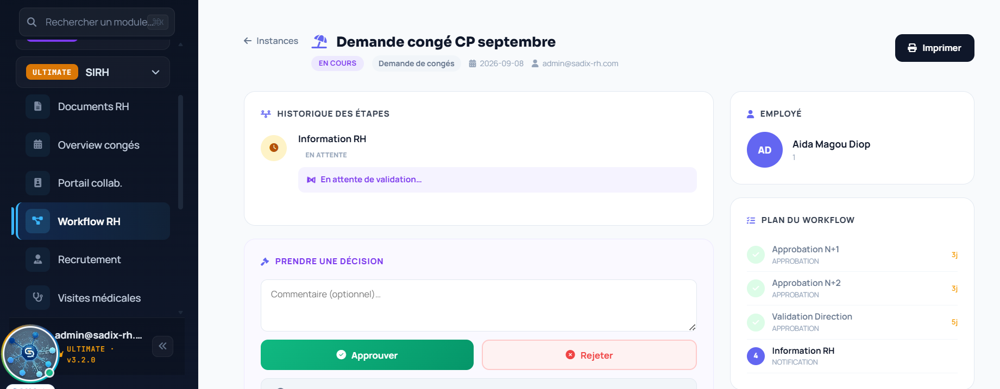 Rechercher un module...
⌘K
ULTIMATE SIRH
Documents RH
Overview congés
Portail collab.
Workflow RH
Recrutement
Visites médicales
admin@sadix-rh....
ULTIMATE ·
v3.2.0
Instances
Demande congé CP septembre
EN COURS Demande de congés 2026-09-08 admin@sadix-rh.com
Imprimer
HISTORIQUE DES ÉTAPES
Information RH
EN ATTENTE
En attente de validation...
PRENDRE UNE DÉCISION
Commentaire (optionnel)...
Approuver
Rejeter
EMPLOYÉ
AD
Aida Magou Diop
1
PLAN DU WORKFLOW
Approbation N+1
APPROBATION
3j
Approbation N+2
APPROBATION
3j
Validation Direction
APPROBATION
5j
4
Information RH
NOTIFICATION